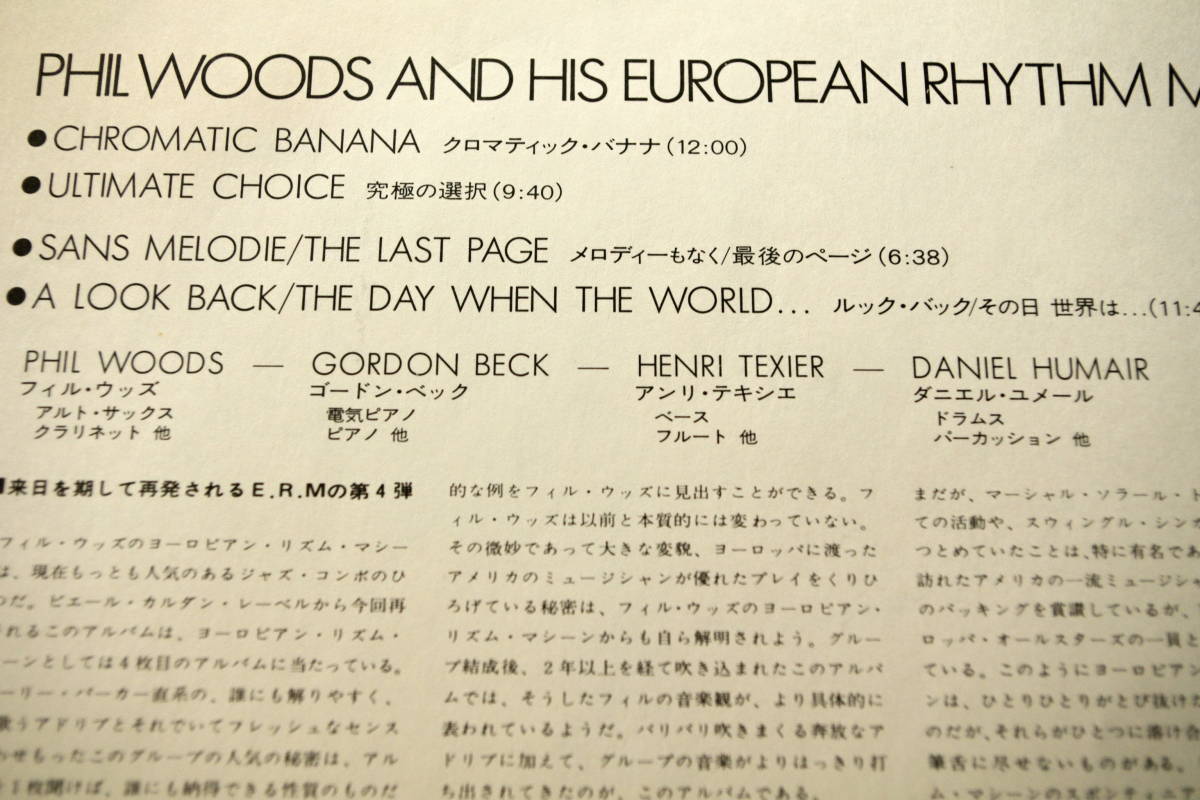 PHIL WOODS AND HIS EUROPEAN RHYTHM M
●CHROMATIC BANANA クロマティック・バナナ(12:00)
●ULTIMATE CHOICE 究極の選択(9:40)
●SANS MELODIE/THE LAST PAGE メロディーもなく/最後のページ(6:38)
●A LOOK BACK/THE DAY WHEN THE WORLD... ルック・バック/その日 世界は...(11:4
PHIL WOODS — GORDON BECK — HENRI TEXIER — DANIEL HUMAIR
フィル・ウッズ ゴードン・ベック アンリ・テキシエ ダニエル・ユメール
アルト・サックス 電気ピアノ ベース ドラムス
クラリネット 他 ピアノ 他 フルート 他 パーカッション 他
来日を期して再発されるE.R.Mの第4弾
フィル・ウッズのヨーロピアン・リズム・マシー
は、現在もっとも人気のあるジャズ・コンボのひ
つだ。ピエール・カルダン・レーベルから今回再
れるこのアルバムは、ヨーロピアン・リズム・
ーンとしては4枚目のアルバムに当たっている。
ーリー・パーカー直系の、誰にも解りやすく、
歌うアドリブとそれでいてフレッシュなセンス
わせもったこのグループの人気の秘密は、アル
1枚聞けば、誰にも納得できる性質のものだ
的な例をフィル・ウッズに見出すことができる。フ
ィル・ウッズは以前と本質的には変わっていない。
その微妙であって大きな変貌、ヨーロッパに渡った
アメリカのミュージシャンが優れたプレイをくりひ
ろげている秘密は、フィル・ウッズのヨーロピアン・
リズム・マシーンからも自ら解明されよう。グルー
プ結成後、2年以上を経て吹き込まれたこのアルバ
ムでは、そうしたフィルの音楽観が、より具体的に
表われているようだ。バリバリ吹きまくる奔放なア
ドリブに加えて、グループの音楽がよりはっきり打
ち出されてきたのが、このアルバムである。
まだが、マーシャル・ソラール・ト
ての活動や、スウィングル・シンガ
つとめていたことは、特に有名であ
訪れたアメリカの一流ミュージシャ
のバッキングを賞讃しているが、
ロッパ・オールスターズの一員と
ている。このようにヨーロピアン
ンは、ひとりひとりがとび抜け
のだが、それらがひとつに溶け合
筆舌に尽せないものがある。
ム・マシーンのスポンティニア